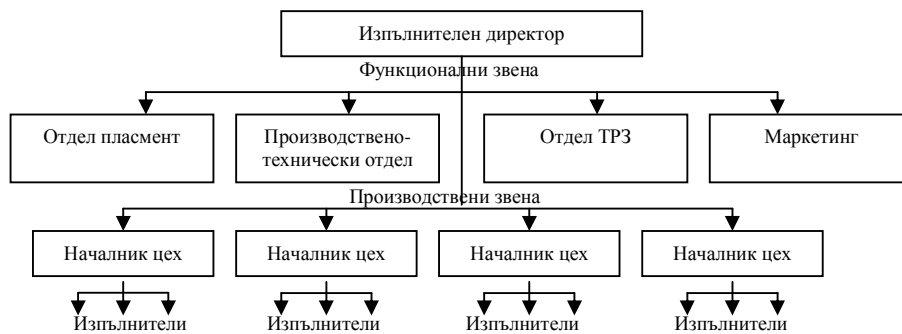 Изпълнителен директор
Функционални звена
Отдел пласмент
Производствено-
технически отдел
Отдел ТРЗ
Маркетинг
Производствени звена
Началник цех
Началник цех
Началник цех
Началник цех
Изпълнители
Изпълнители
Изпълнители
Изпълнители